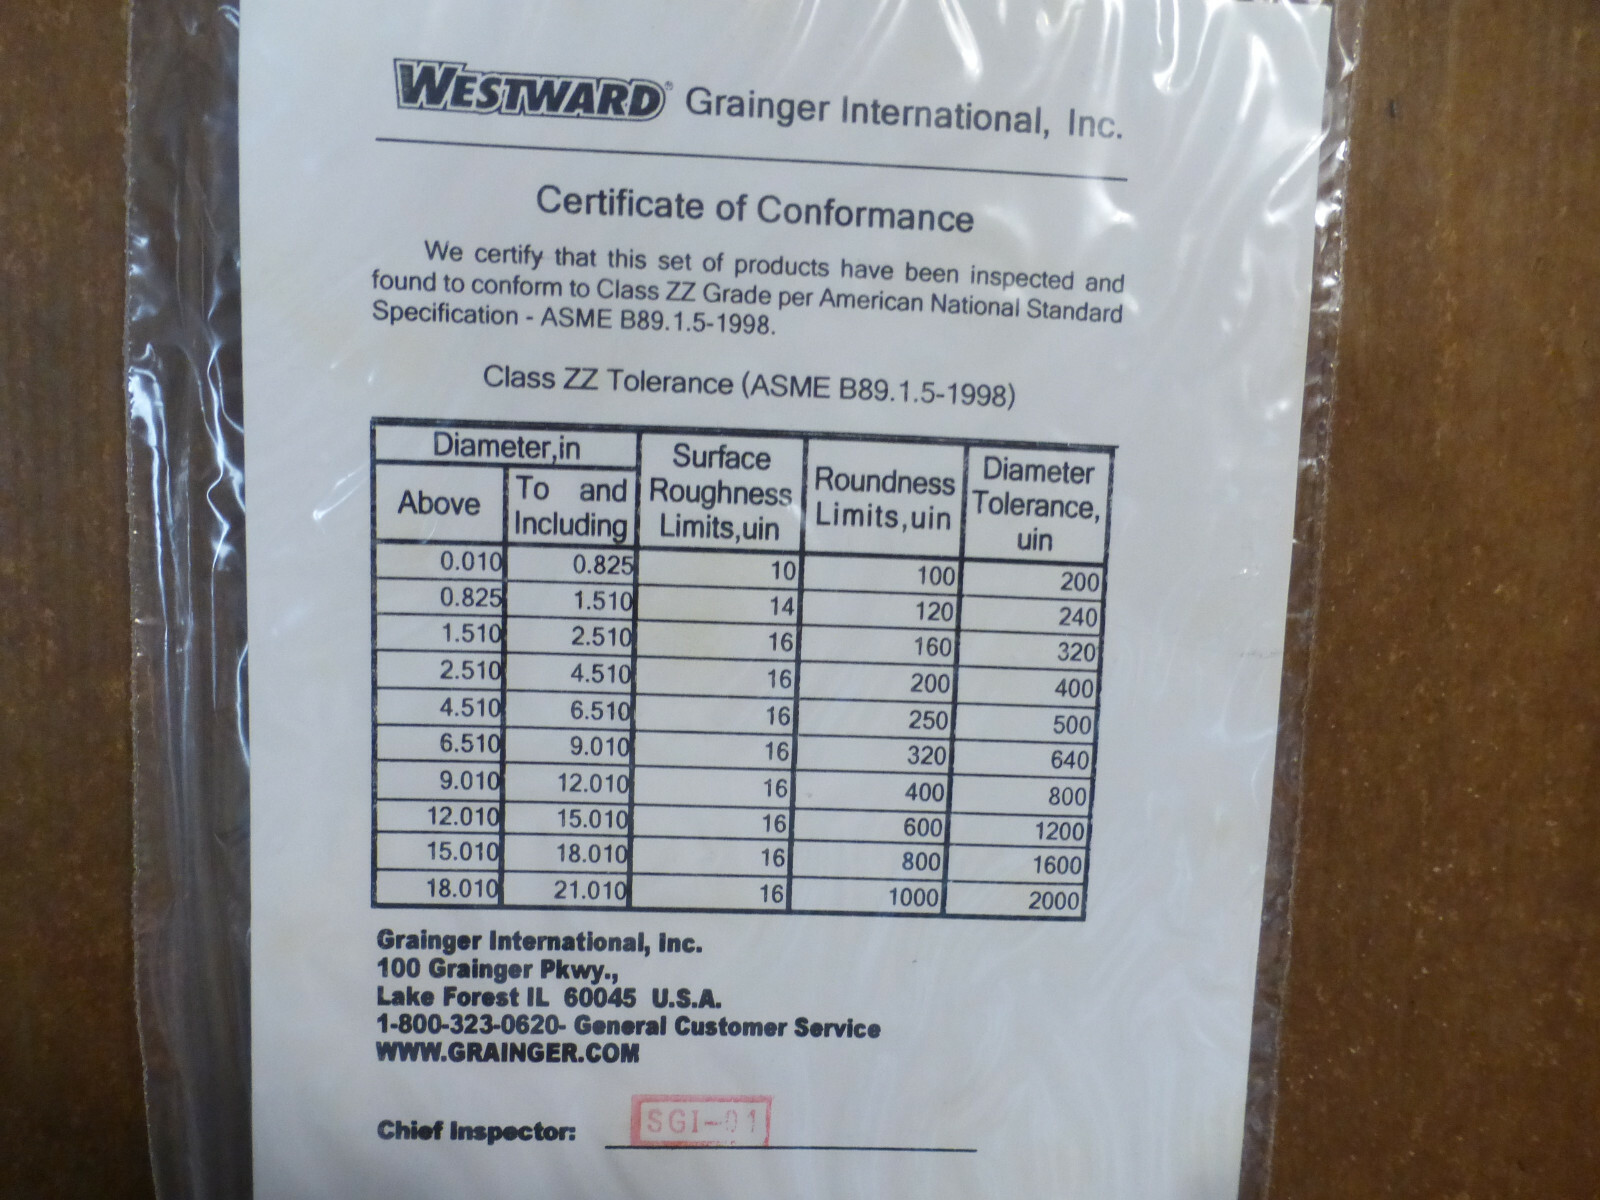 WESTWARD® Grainger International, Inc.
Certificate of Conformance
We certify that this set of products have been inspected and
found to conform to Class ZZ Grade per American National Standard
Specification - ASME B89.1.5-1998.
Class ZZ Tolerance (ASME B89.1.5-1998)
Diameter,in Surface Roughness Limits,uin Roundness Limits,uin Diameter Tolerance, uin
Above To and Including
0.010 0.825 10 100 200
0.825 1.510 14 120 240
1.510 2.510 16 160 320
2.510 4.510 16 200 400
4.510 6.510 16 250 500
6.510 9.010 16 320 640
9.010 12.010 16 400 800
12.010 15.010 16 600 1200
15.010 18.010 16 800 1600
18.010 21.010 16 1000 2000
Grainger International, Inc.
100 Grainger Pkwy.,
Lake Forest IL 60045 U.S.A.
1-800-323-0620- General Customer Service
WWW.GRAINGER.COM
Chief Inspector: SGI-01